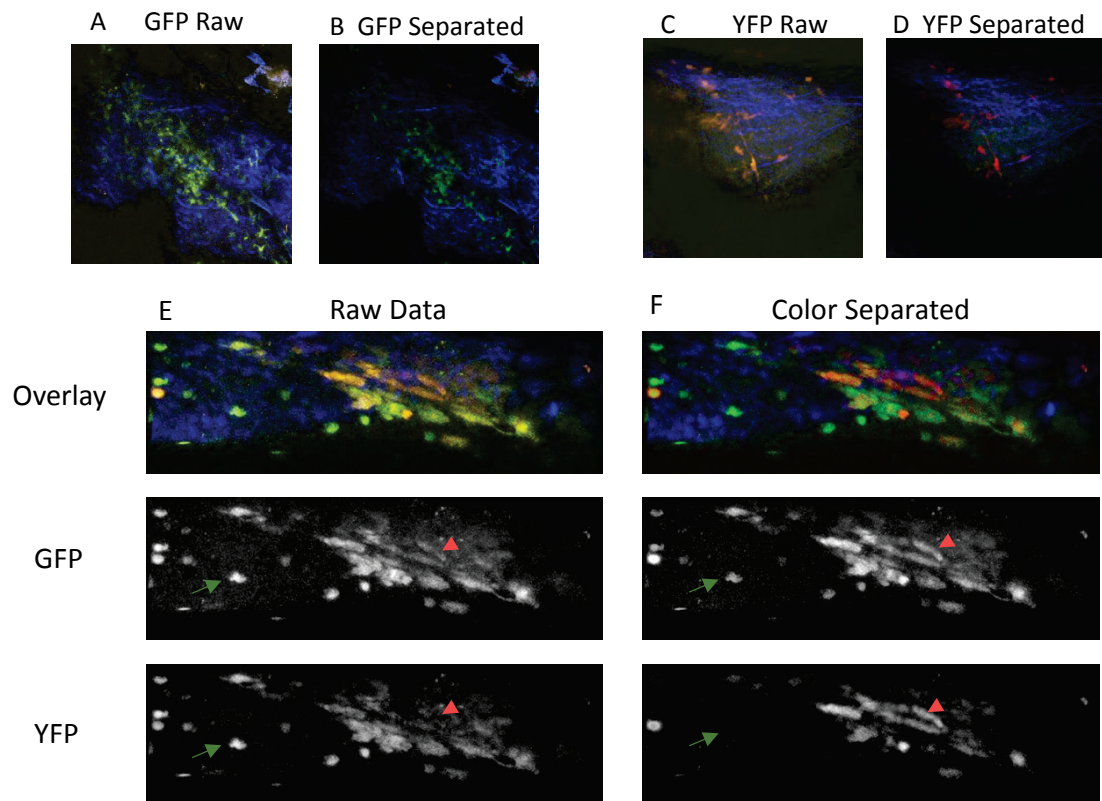 A GFP Raw
B GFP Separated
C YFP Raw
D YFP Separated
E Raw Data
F Color Separated
Overlay
GFP
YFP